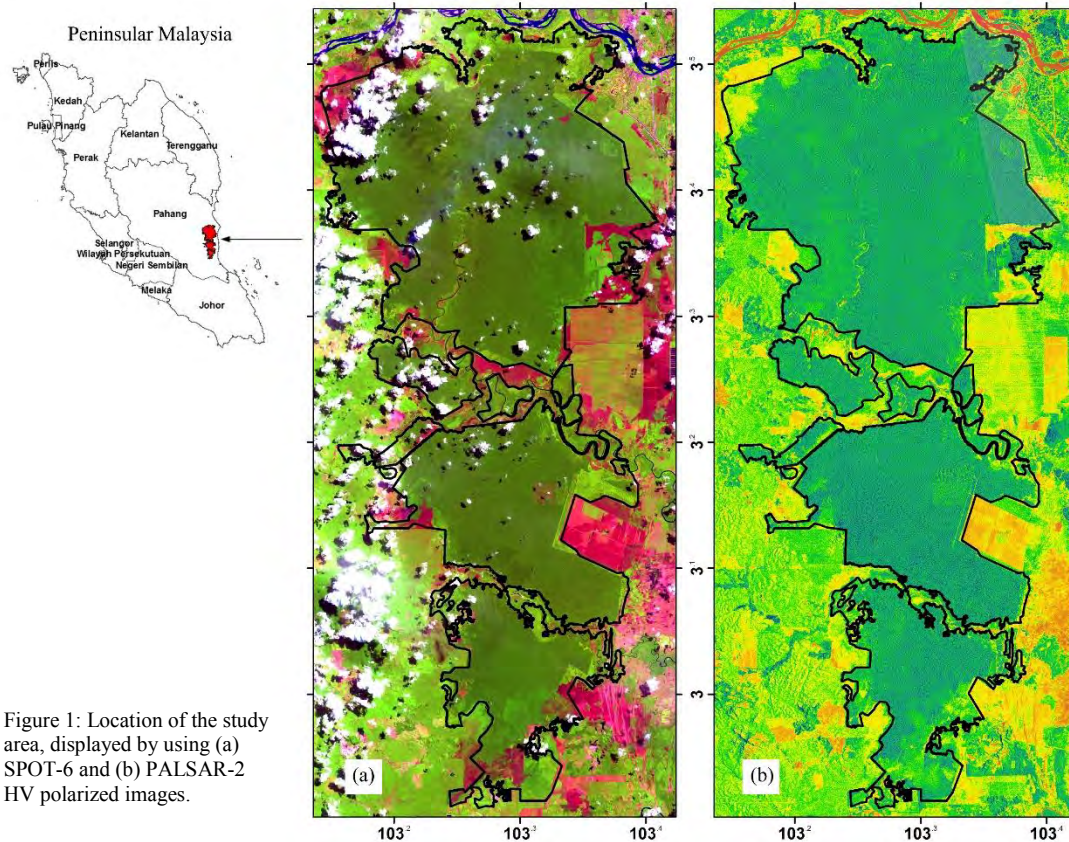 Peninsular Malaysia
Perlis
Kedah
Pulau Pinang
Perak
Kelantan
Terengganu
Pahang
Selangor
Wilayah Persekutuan
Negeri Sembilan
Melaka
Johor
Figure 1: Location of the study
area, displayed by using (a)
SPOT-6 and (b) PALSAR-2
HV polarized images.
(a)
103.2
103.3
103.4
3.5
3.4
3.3
3.2
3.1
3
(b)
103.2
103.3
103.4